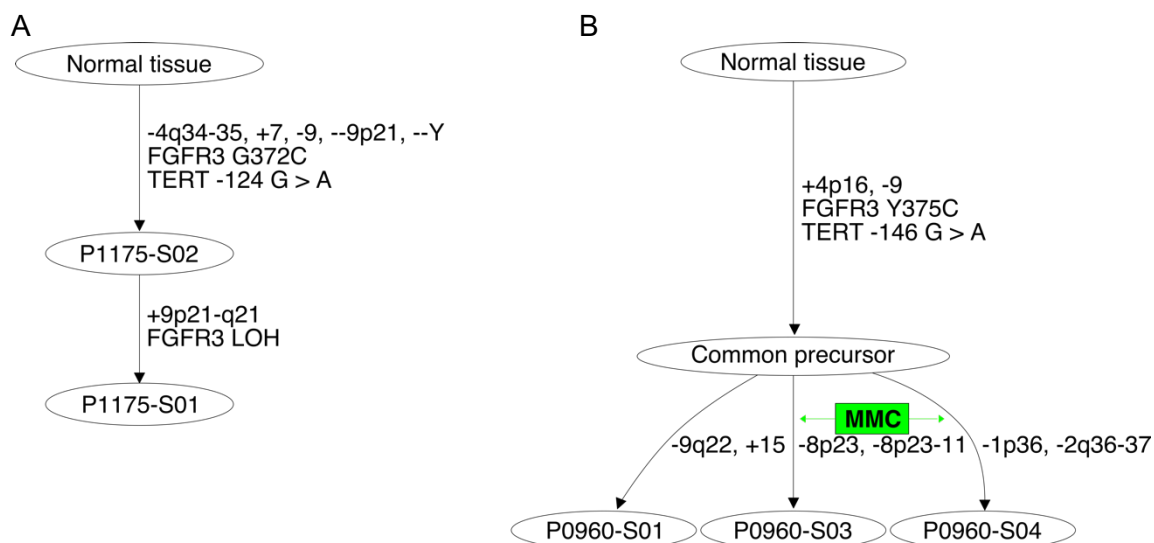 A
Normal tissue
-4q34-35, +7, -9, --9p21, --Y
FGFR3 G372C
TERT -124 G > A
P1175-S02
+9p21-q21
FGFR3 LOH
P1175-S01
B
Normal tissue
+4p16, -9
FGFR3 Y375C
TERT -146 G > A
Common precursor
MMC
-9q22, +15
-8p23, -8p23-11
-1p36, -2q36-37
P0960-S01
P0960-S03
P0960-S04